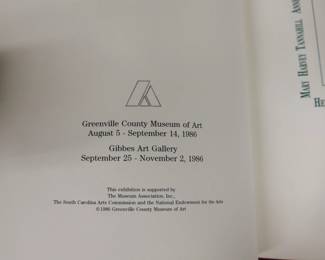 Greenville County Museum of Art
August 5 - September 14, 1986
Gibbes Art Gallery
September 25 - November 2, 1986
This exhibition is supported by
The Museum Association, Inc.,
The South Carolina Arts Commission and the National Endowment for the Arts
©1986 Greenville County Museum of Art
MARY HARVEY TANNAHILL
HE